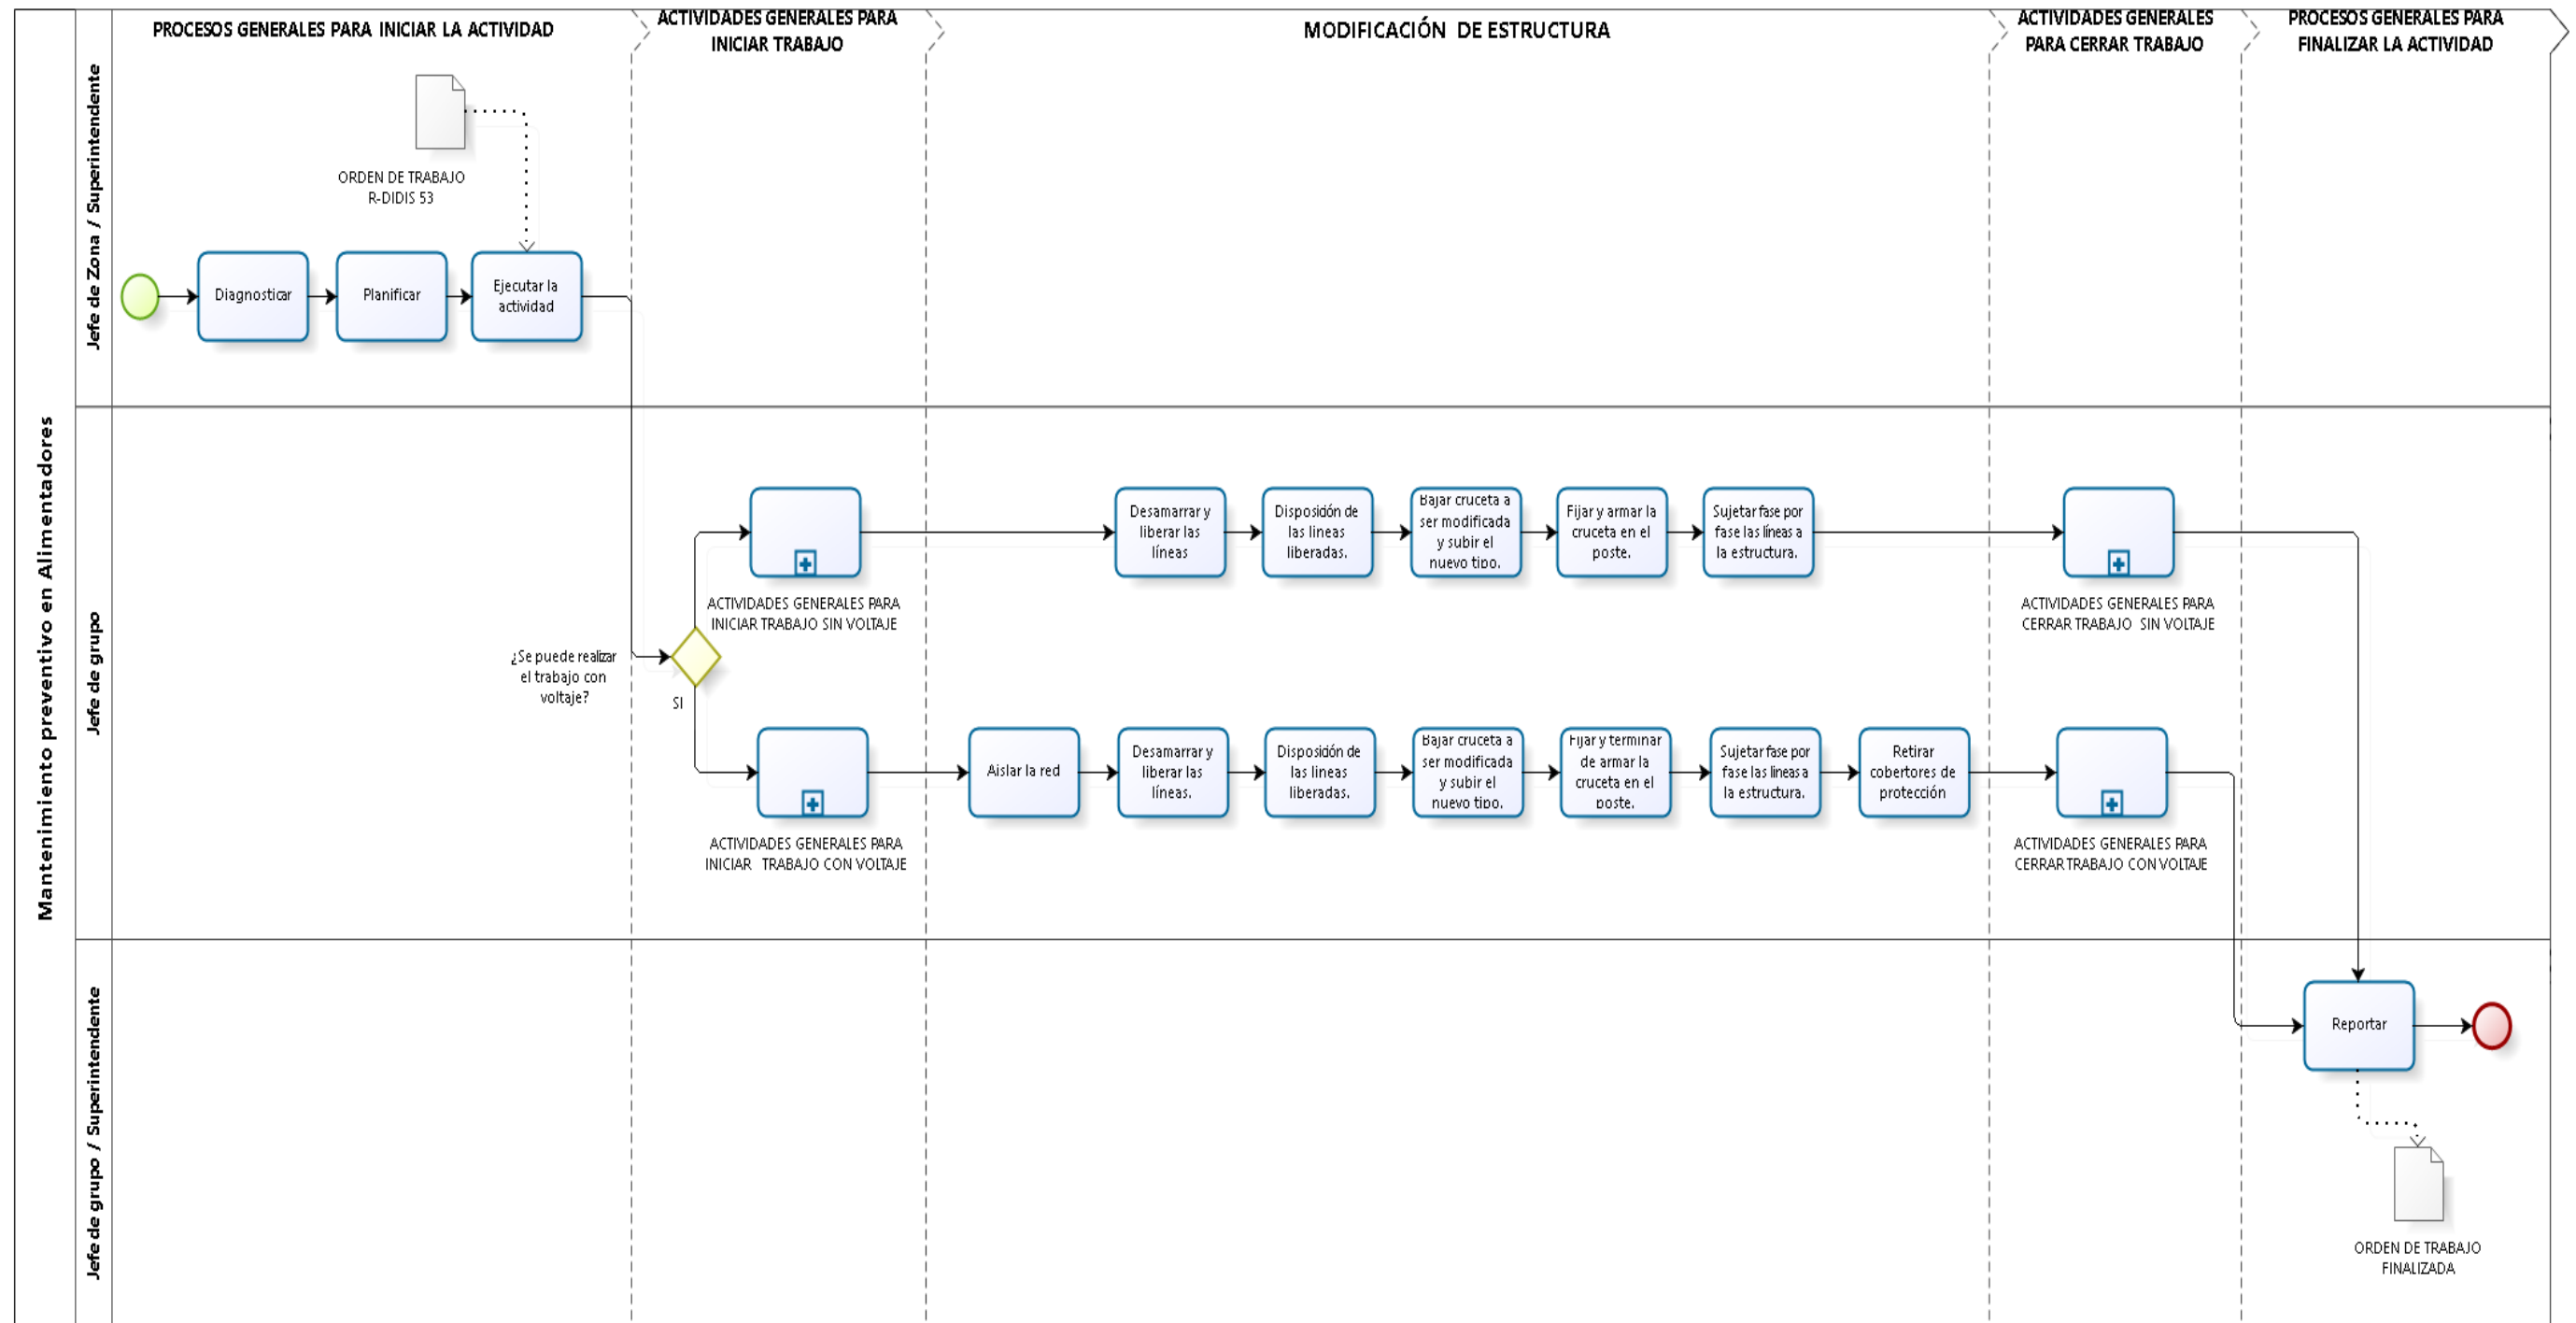 PROCESOS GENERALES PARA INICIAR LA ACTIVIDAD
ACTIVIDADES GENERALES PARA
INICIAR TRABAJO
MODIFICACIÓN DE ESTRUCTURA
ACTIVIDADES GENERALES
PARA CERRAR TRABAJO
PROCESOS GENERALES PARA
FINALIZAR LA ACTIVIDAD
Mantenimiento preventivo en Alimentadores
Jefe de Zona / Superintendente
ORDEN DE TRABAJO
R-DIDIS 53
Diagnosticar
Planificar
Ejecutar la
actividad
Jefe de grupo
¿Se puede realizar
el trabajo con
voltaje?
SI
ACTIVIDADES GENERALES PARA
INICIAR TRABAJO SIN VOLTAJE
Desamarrar y
liberar las
líneas
Disposición de
las lineas
liberadas.
Bajar cruceta a
ser modificada
y subir el
nuevo tipo.
Fijar y armar la
cruceta en el
poste.
Sujetar fase por
fase las líneas a
la estructura.
ACTIVIDADES GENERALES PARA
CERRAR TRABAJO SIN VOLTAJE
ACTIVIDADES GENERALES PARA
INICIAR TRABAJO CON VOLTAJE
Aislar la red
Desamarrar y
liberar las
líneas.
Disposición de
las lineas
liberadas.
Bajar cruceta a
ser modificada
y subir el
nuevo tipo.
Fijar y terminar
de armar la
cruceta en el
poste.
Sujetar fase por
fase las lineas a
la estructura.
Retirar
cobertores de
protección
ACTIVIDADES GENERALES PARA
CERRAR TRABAJO CON VOLTAJE
Jefe de grupo / Superintendente
Reportar
ORDEN DE TRABAJO
FINALIZADA